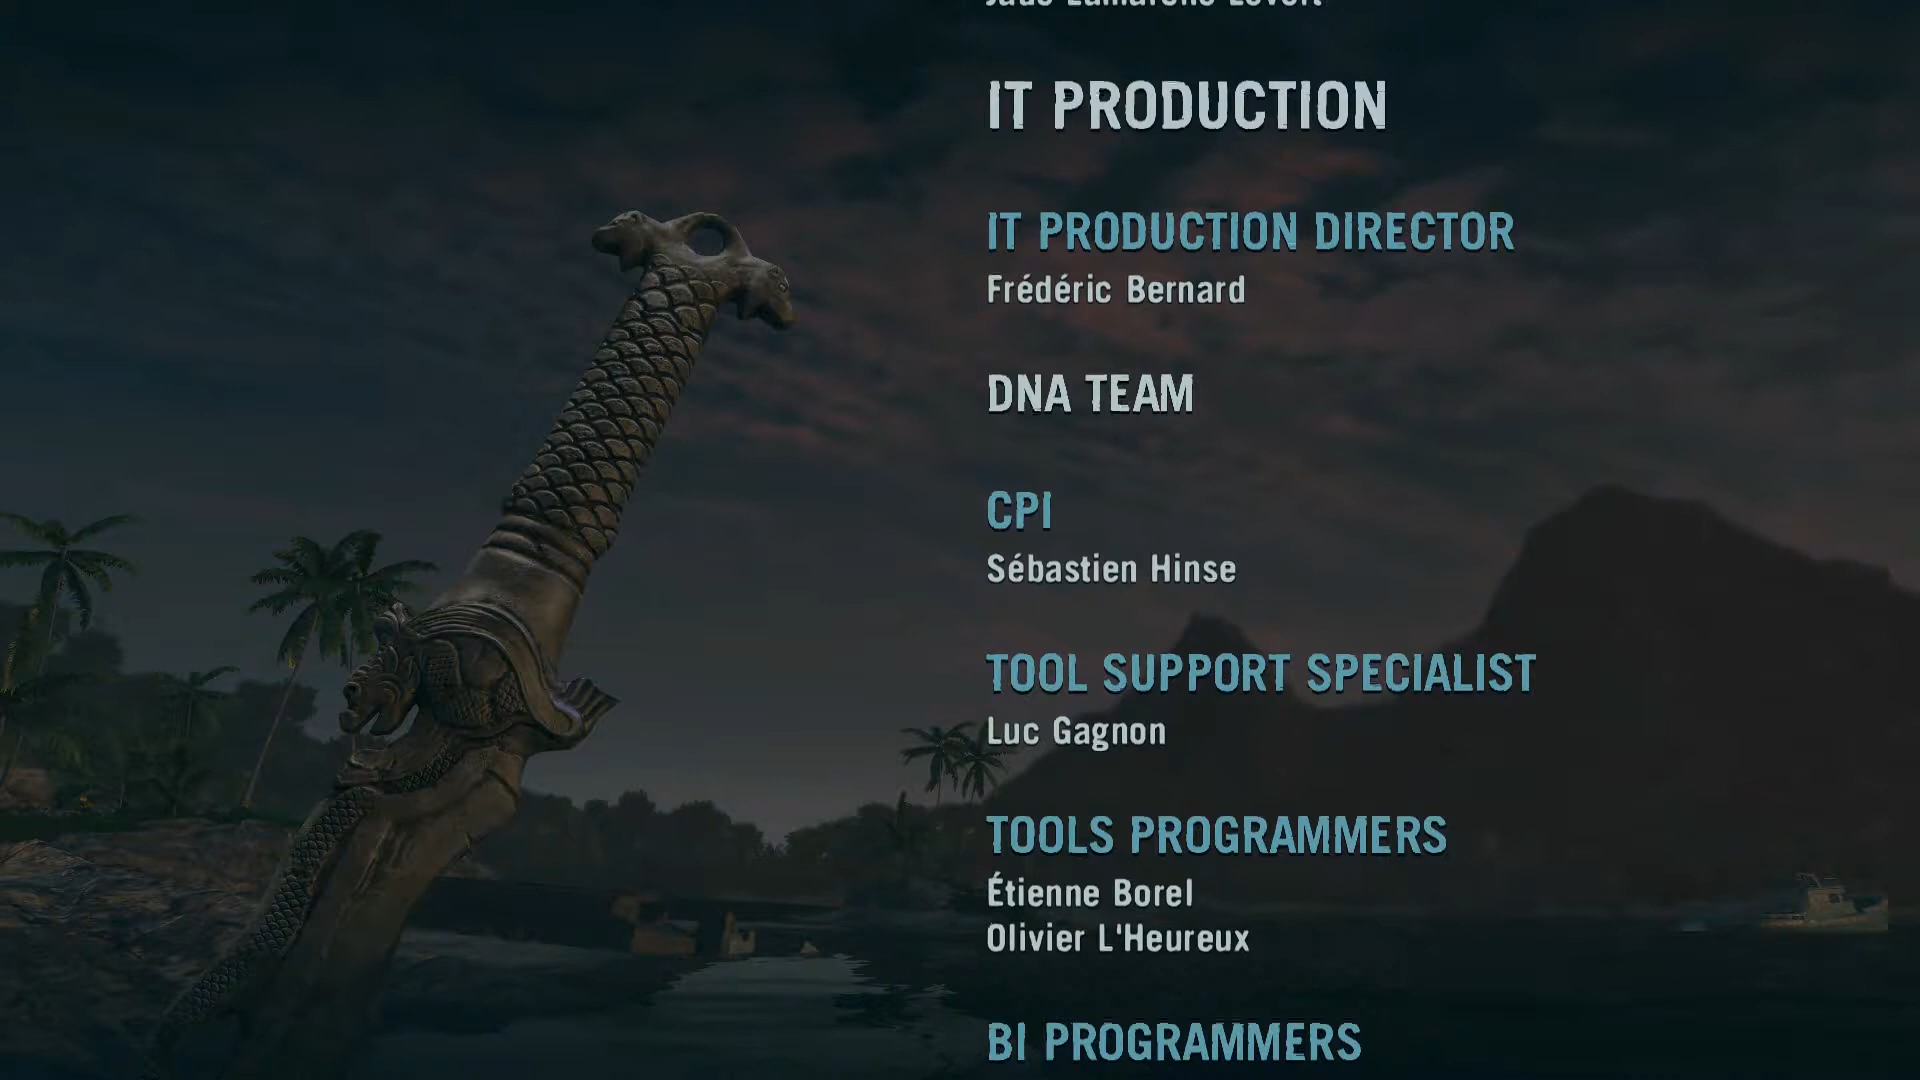 IT PRODUCTION
IT PRODUCTION DIRECTOR
Frédéric Bernard
DNA TEAM
CPI
Sébastien Hinse
TOOL SUPPORT SPECIALIST
Luc Gagnon
TOOLS PROGRAMMERS
Étienne Borel
Olivier L'Heureux
BI PROGRAMMERS